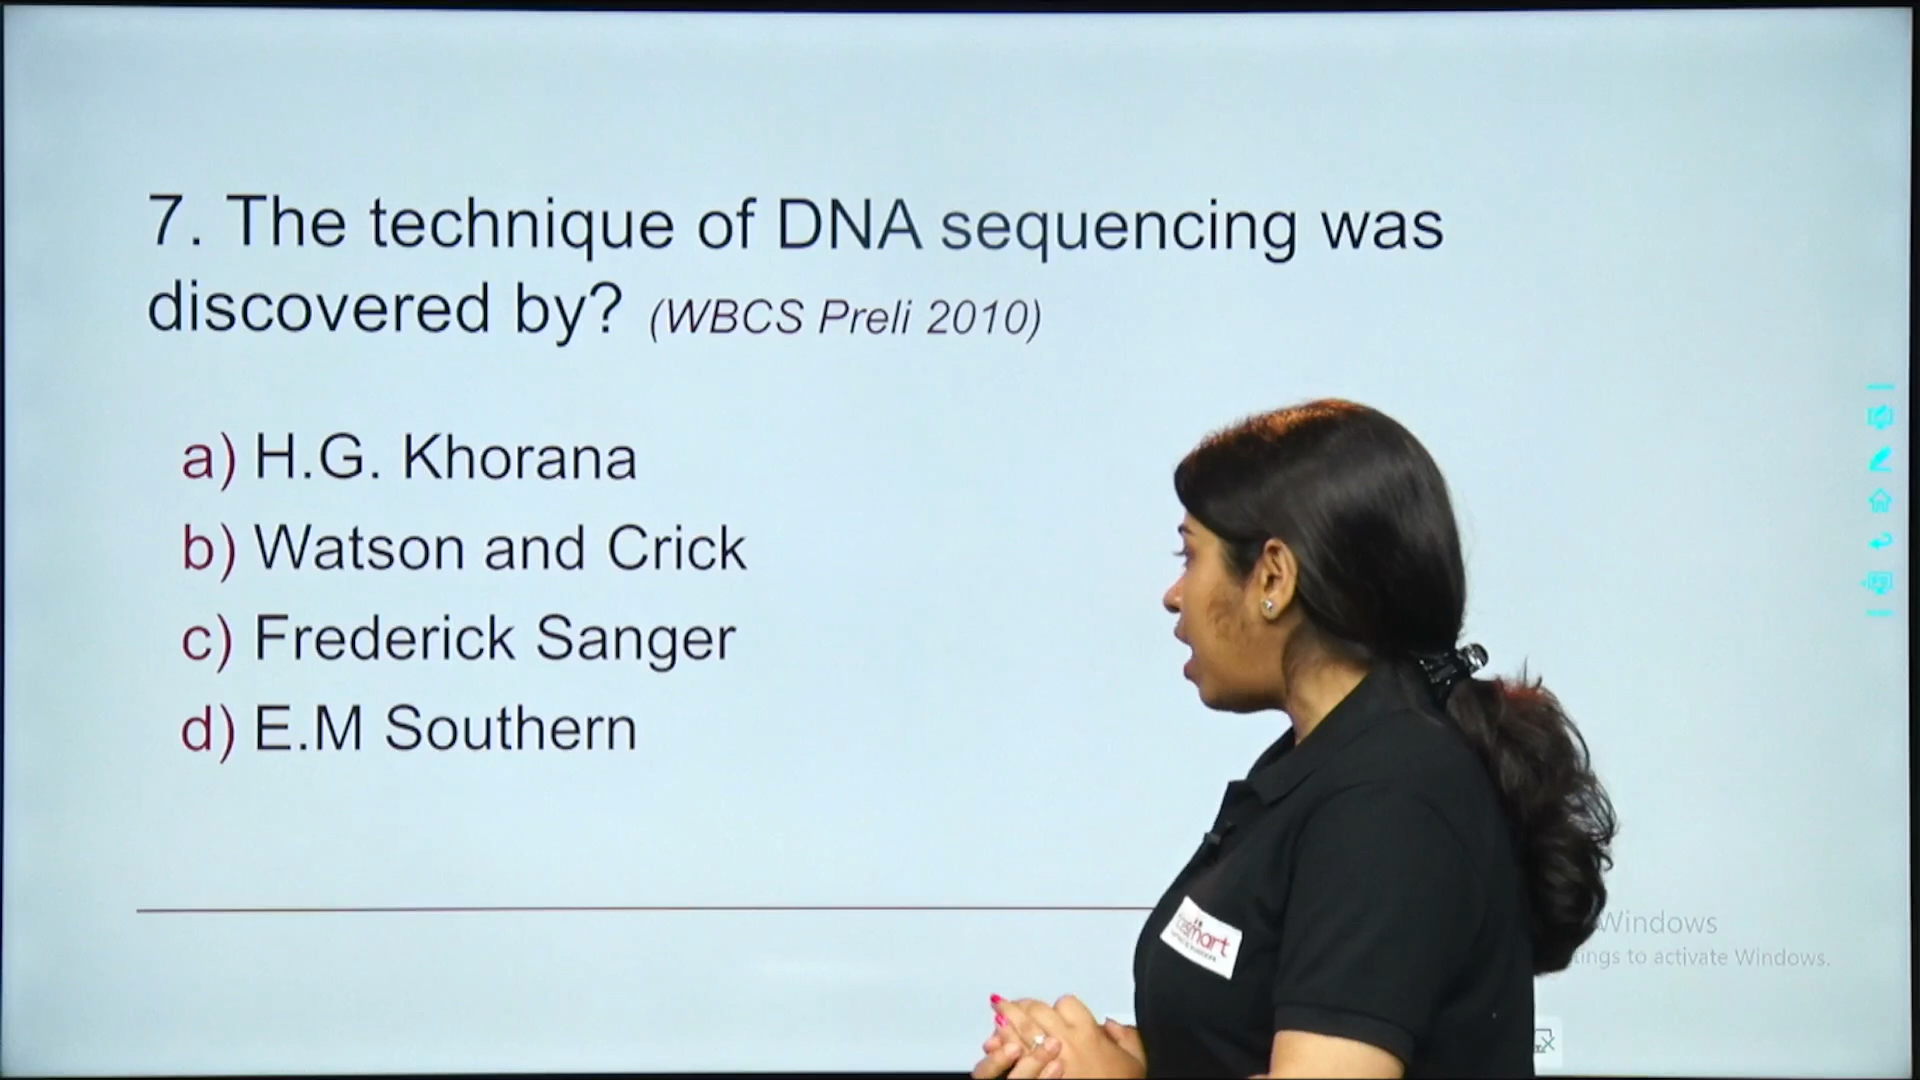 7. The technique of DNA sequencing was
discovered by? (WBCS Preli 2010)
a) H.G. Khorana
b) Watson and Crick
c) Frederick Sanger
d) E.M Southern
Windows
to activate Windows.